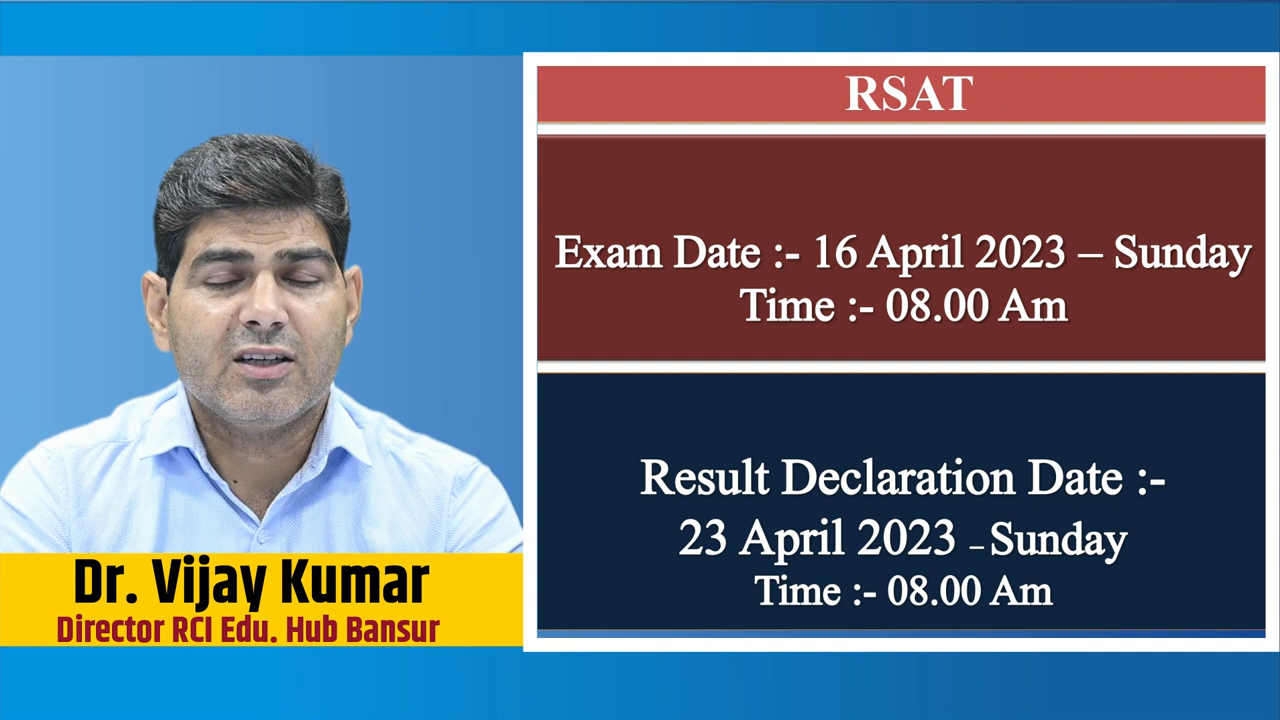 RSAT
Exam Date :- 16 April 2023 – Sunday
Time :- 08.00 Am
Result Declaration Date :-
23 April 2023 – Sunday
Time :- 08.00 Am
Dr. Vijay Kumar
Director RCI Edu. Hub Bansur